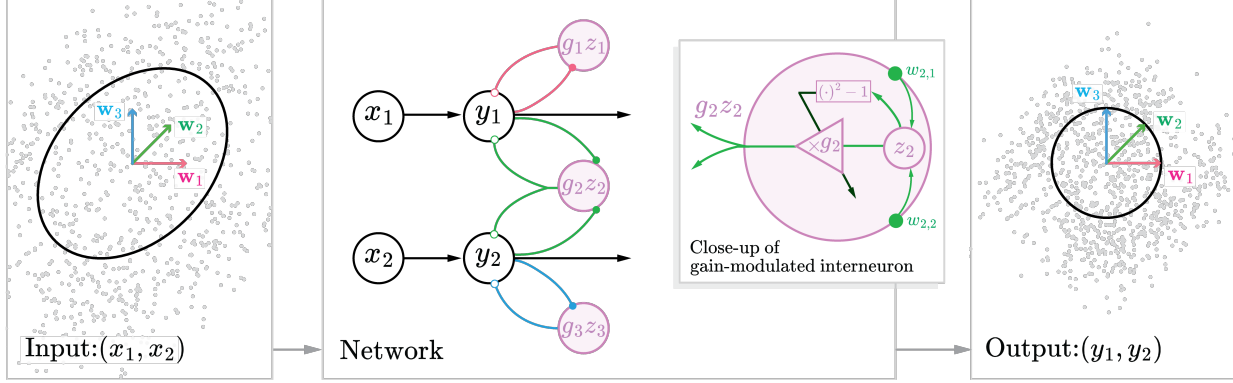 w₃
w₂
w₁
Input:(x₁, x₂)
x₁
y₁
g₁z₁
g₂z₂
x₂
y₂
g₃z₃
Network
g₂z₂
(·)² − 1
×g₂
z₂
w₂,₁
w₂,₂
Close-up of
gain-modulated interneuron
w₃
w₂
w₁
Output:(y₁, y₂)